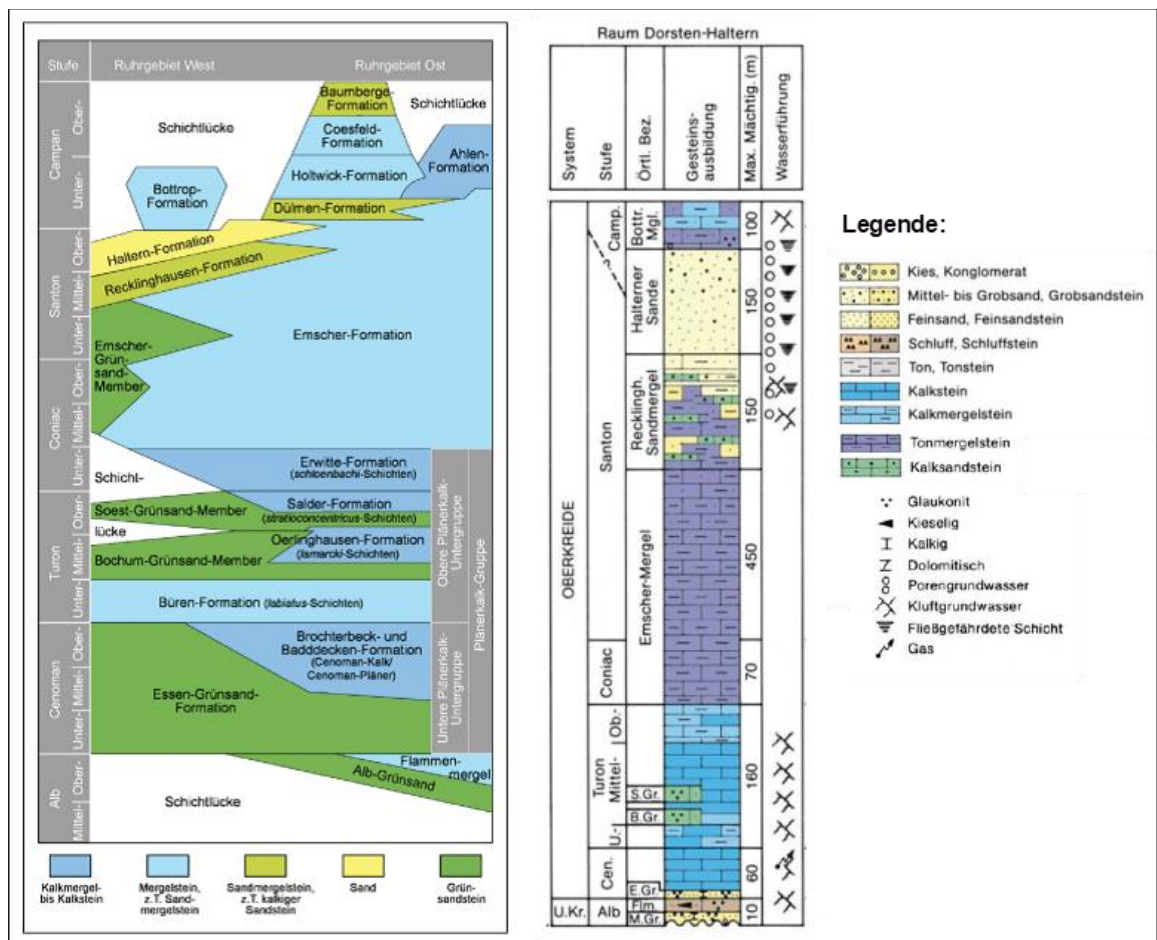 Stufe
Ruhrgebiet West
Ruhrgebiet Ost
Campan
Ober-
Unter-
Santon
Ober-
Mittel-
Unter-
Coniac
Ober-
Mittel-
Unter-
Turon
Ober-
Mittel-
Unter-
Cenoman
Ober-
Mittel-
Unter-
Alb
Ober-
Mittel-
Baumberge-
Formation
Schichtlücke
Schichtlücke
Coesfeld-
Formation
Ahlen-
Formation
Bottrop-
Formation
Holtwick-Formation
Dülmen-Formation
Haltern-Formation
Recklinghausen-Formation
Emscher-Formation
Emscher-
Grün-
sand-
Member
Erwitte-Formation
(schloenbachi-Schichten)
Schicht-
Salder-Formation
(striatoconcentricus-Schichten)
Soest-Grünsand-Member
lücke
Oerlinghausen-Formation
(lamarcki-Schichten)
Bochum-Grünsand-Member
Büren-Formation (labiatus-Schichten)
Brochterbeck- und
Baddecken-Formation
(Cenoman-Kalk/
Cenoman-Pläner)
Essen-Grünsand-
Formation
Obere Plänerkalk-
Untergruppe
Untere Plänerkalk-
Untergruppe
Plänerkalk-Gruppe
Flammen-
mergel
Alb-Grünsand
Schichtlücke
Kalkmergel-
bis Kalkstein
Mergelstein,
z.T. Sand-
mergelstein
Sandmergelstein,
z.T. kalkiger
Sandstein
Sand
Grün-
sandstein
Raum Dorsten-Haltern
System
Stufe
Örtl. Bez.
Gesteins-
ausbildung
Max. Mächtig. (m)
Wasserführung
OBERKREIDE
U.Kr.
Camp.
?
Santon
Coniac
Turon
Ob.-
Mittel-
U.-
Cen.
Alb
Bottr.
Mgl.
Halterner
Sande
Recklingh.
Sandmergel
Emscher-Mergel
S.Gr.
B.Gr.
E.Gr.
Flm.
M.Gr.
100
150
150
450
70
160
60
10
Legende:
Kies, Konglomerat
Mittel- bis Grobsand, Grobsandstein
Feinsand, Feinsandstein
Schluff, Schluffstein
Ton, Tonstein
Kalkstein
Kalkmergelstein
Tonmergelstein
Kalksandstein
Glaukonit
Kieselig
Kalkig
Dolomitisch
Porengrundwasser
Kluftgrundwasser
Fließgefährdete Schicht
Gas